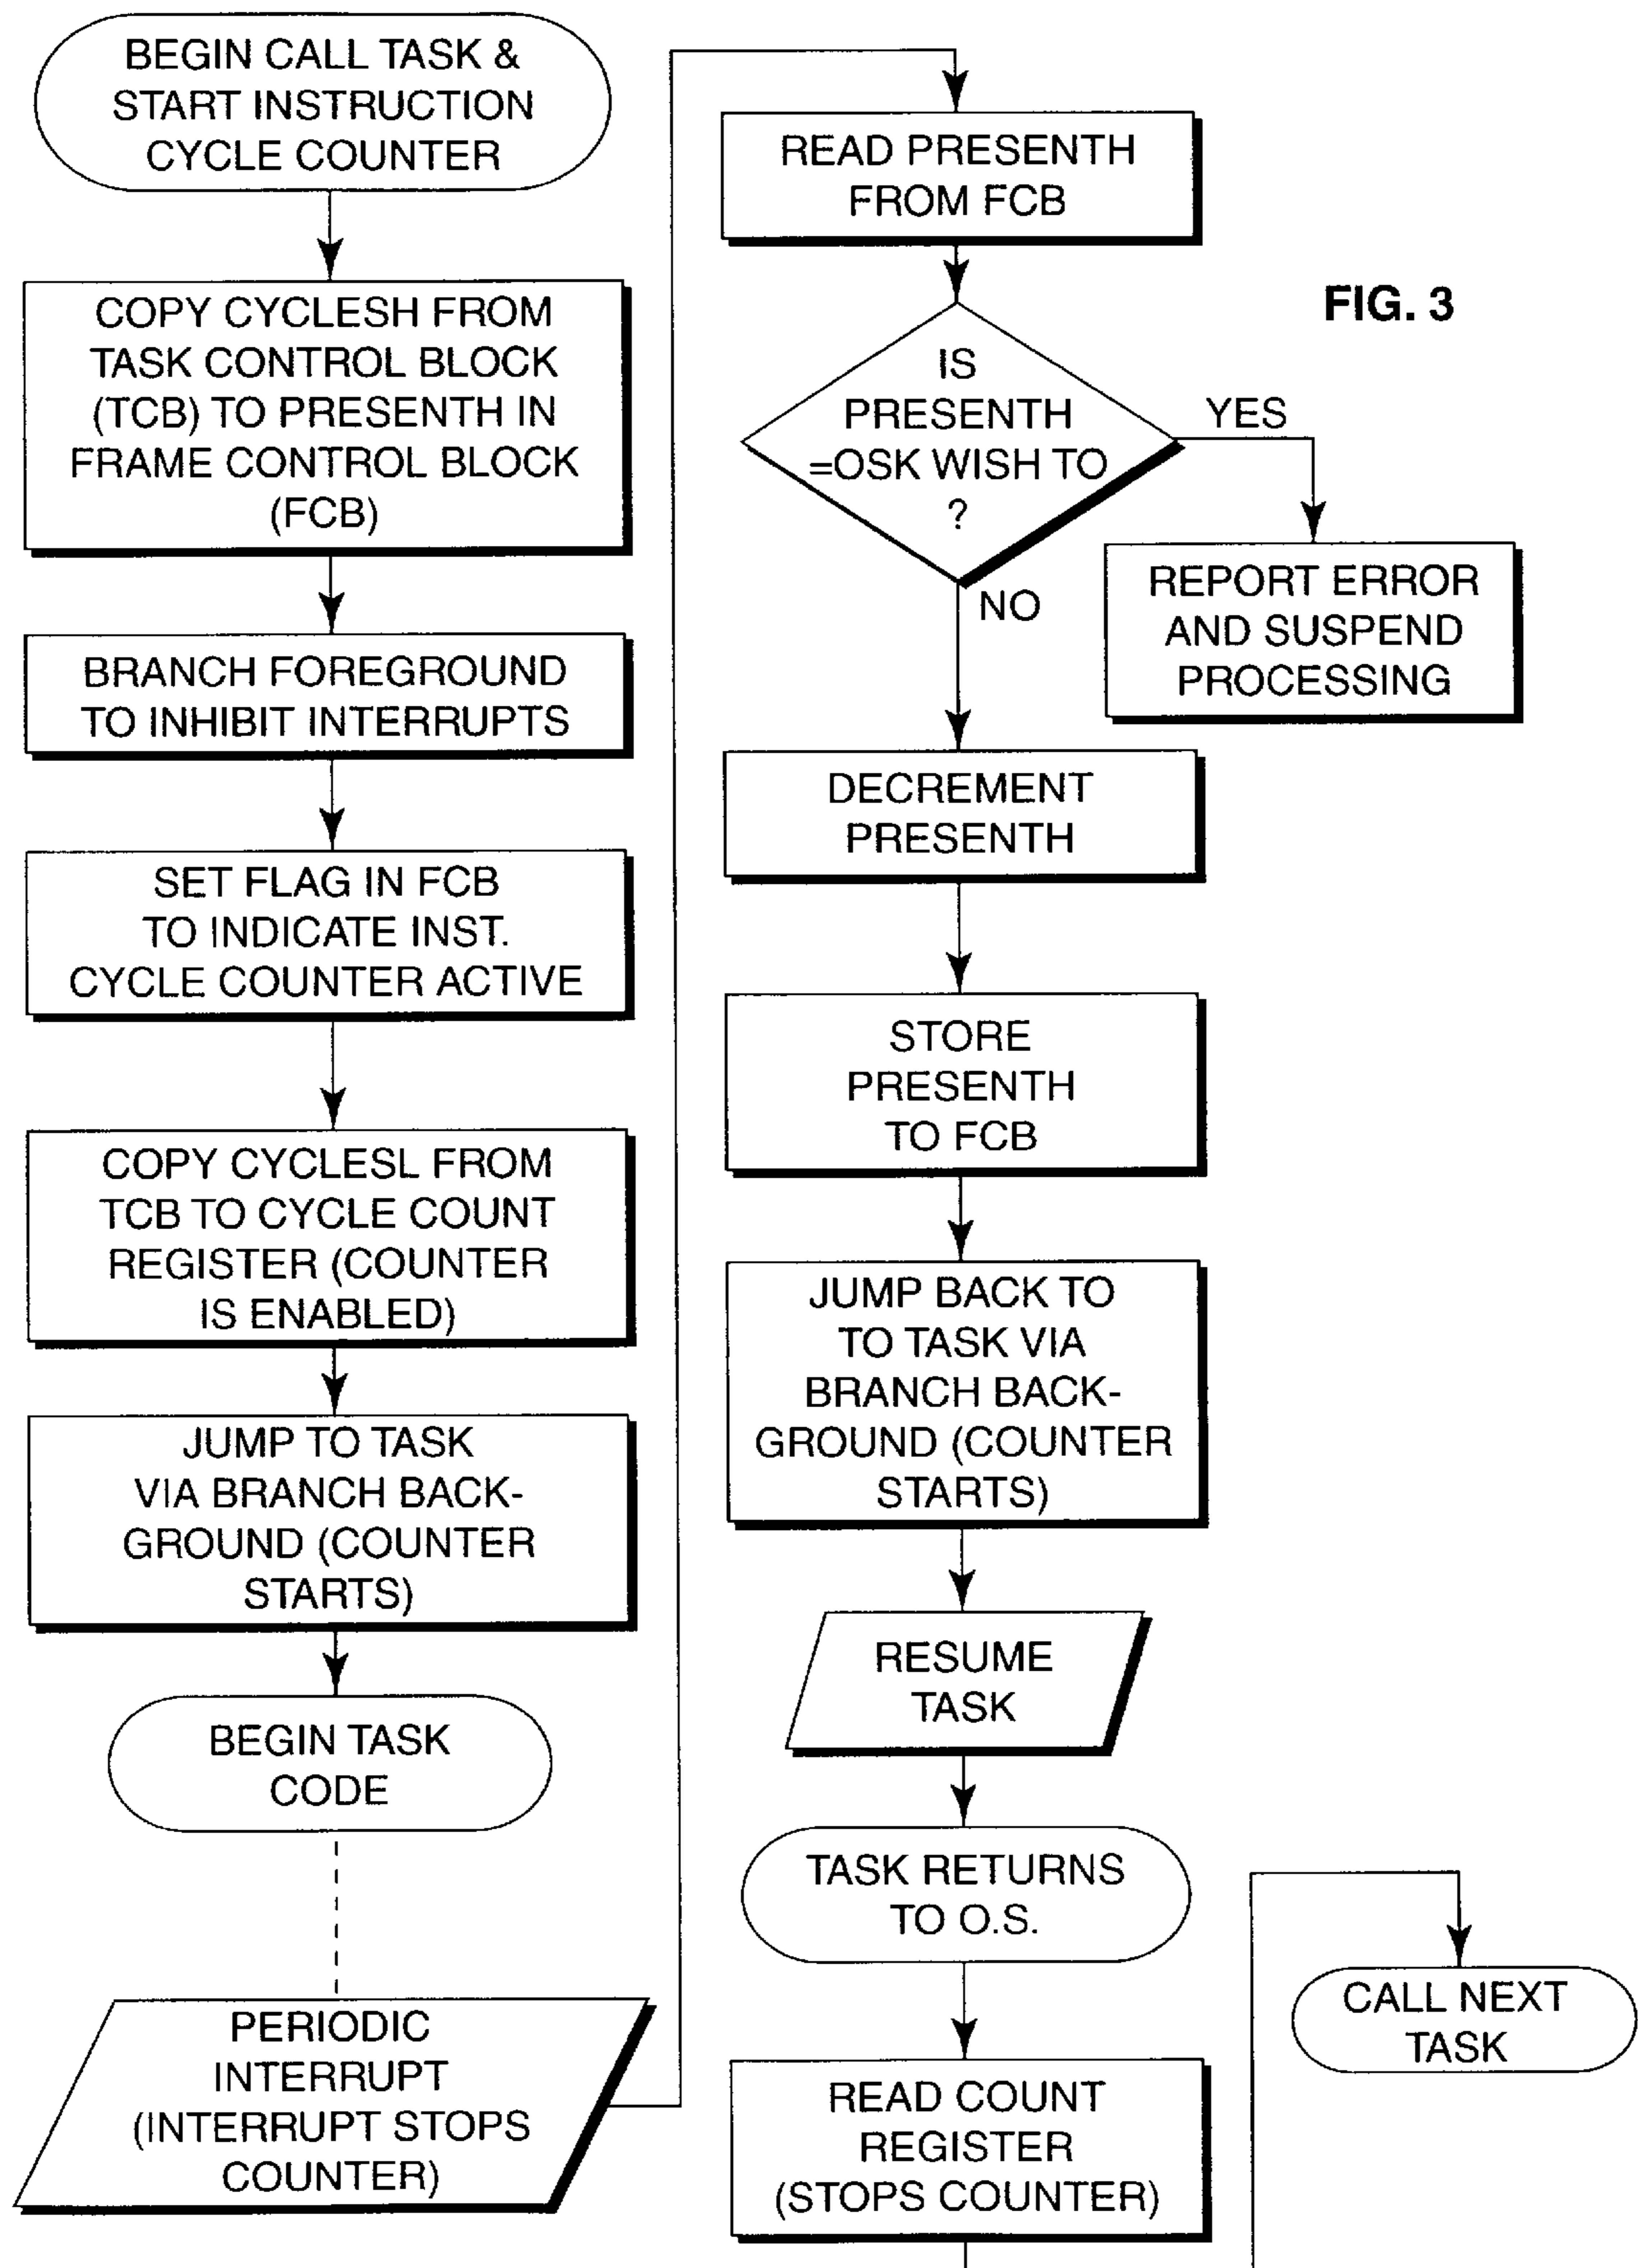 BEGIN CALL TASK &
START INSTRUCTION
CYCLE COUNTER
COPY CYCLESH FROM
TASK CONTROL BLOCK
(TCB) TO PRESENTH IN
FRAME CONTROL BLOCK
(FCB)
BRANCH FOREGROUND
TO INHIBIT INTERRUPTS
SET FLAG IN FCB
TO INDICATE INST.
CYCLE COUNTER ACTIVE
COPY CYCLESL FROM
TCB TO CYCLE COUNT
REGISTER (COUNTER
IS ENABLED)
JUMP TO TASK
VIA BRANCH BACK-
GROUND (COUNTER
STARTS)
BEGIN TASK
CODE
PERIODIC
INTERRUPT
(INTERRUPT STOPS
COUNTER)
READ PRESENTH
FROM FCB
FIG. 3
IS
PRESENTH
=OSK WISH TO
?
YES
NO
REPORT ERROR
AND SUSPEND
PROCESSING
DECREMENT
PRESENTH
STORE
PRESENTH
TO FCB
JUMP BACK TO
TO TASK VIA
BRANCH BACK-
GROUND (COUNTER
STARTS)
RESUME
TASK
TASK RETURNS
TO O.S.
READ COUNT
REGISTER
(STOPS COUNTER)
CALL NEXT
TASK